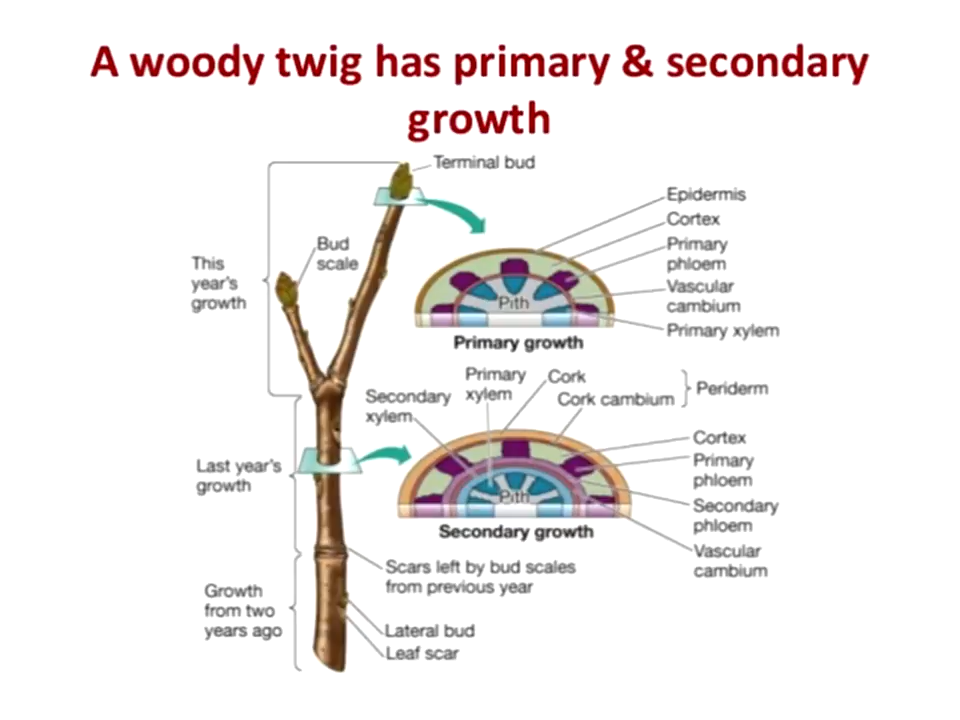 A woody twig has primary & secondary
growth
Terminal bud
Bud
scale
This
year's
growth
Epidermis
Cortex
Primary
phloem
Vascular
cambium
Primary xylem
Pith
Primary growth
Primary
xylem
Cork
Cork cambium
Periderm
Secondary
xylem
Last year's
growth
Cortex
Primary
phloem
Secondary
phloem
Vascular
cambium
Pith
Secondary growth
Scars left by bud scales
from previous year
Growth
from two
years ago
Lateral bud
Leaf scar